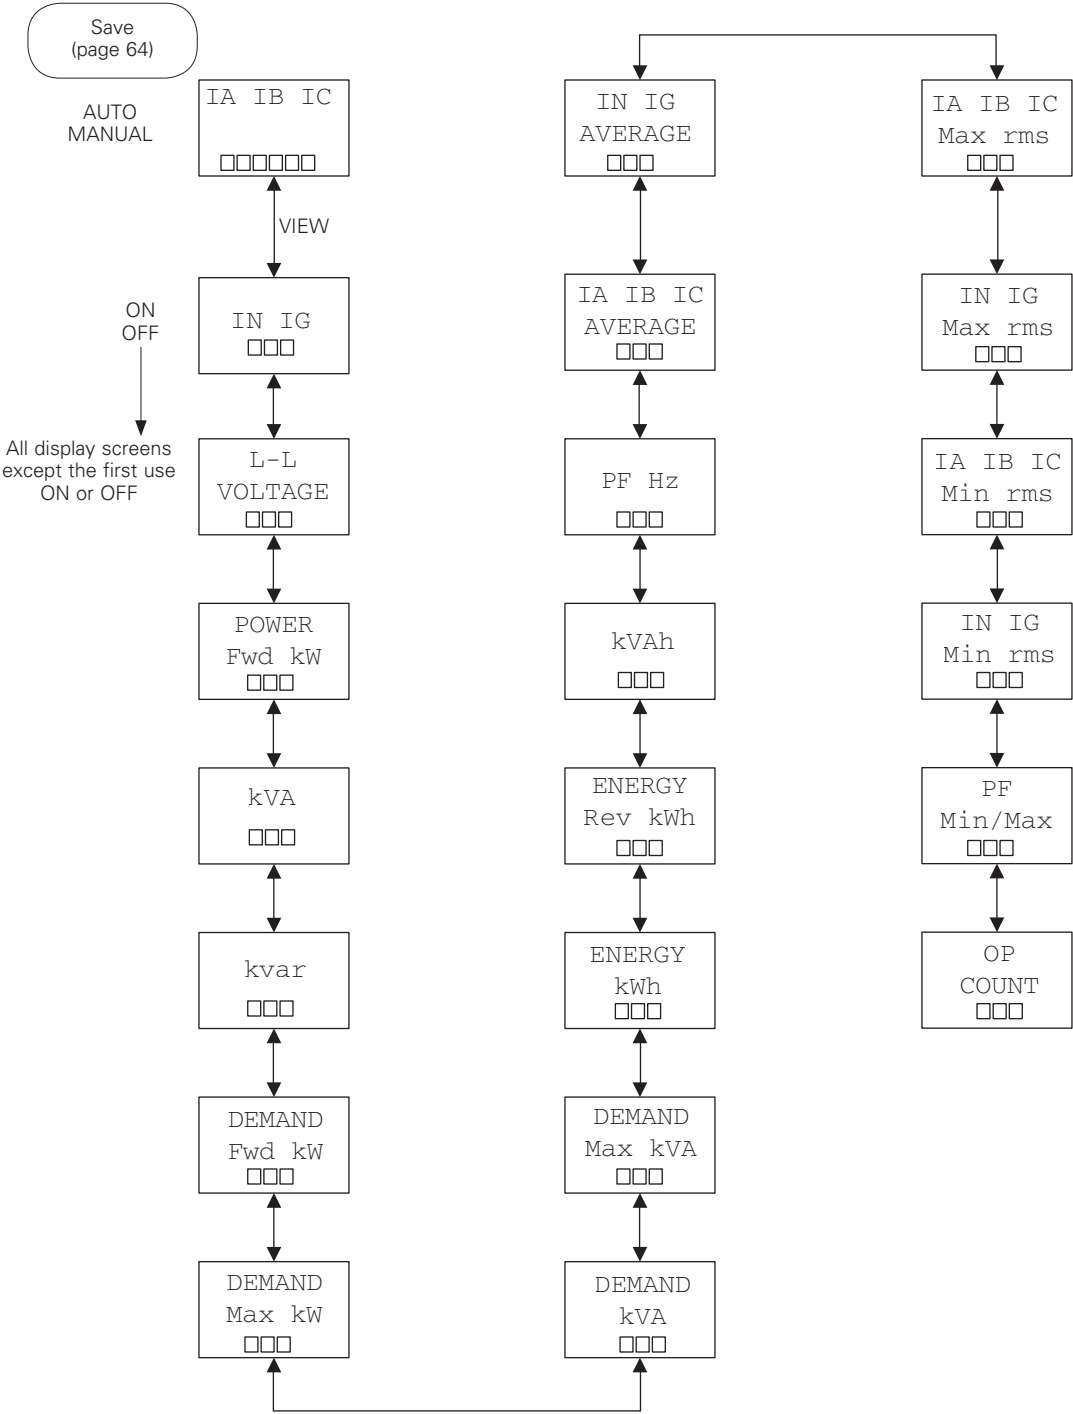 Save
(page 64)
AUTO
MANUAL
IA IB IC
□□□□□□
VIEW
ON
OFF
IN IG
□□□
All display screens
except the first use
ON or OFF
L-L
VOLTAGE
□□□
POWER
Fwd kW
□□□
kVA
□□□
kvar
□□□
DEMAND
Fwd kW
□□□
DEMAND
Max kW
□□□
IN IG
AVERAGE
□□□
IA IB IC
AVERAGE
□□□
PF Hz
□□□
kVAh
□□□
ENERGY
Rev kWh
□□□
ENERGY
kWh
□□□
DEMAND
Max kVA
□□□
DEMAND
kVA
□□□
IA IB IC
Max rms
□□□
IN IG
Max rms
□□□
IA IB IC
Min rms
□□□
IN IG
Min rms
□□□
PF
Min/Max
□□□
OP
COUNT
□□□